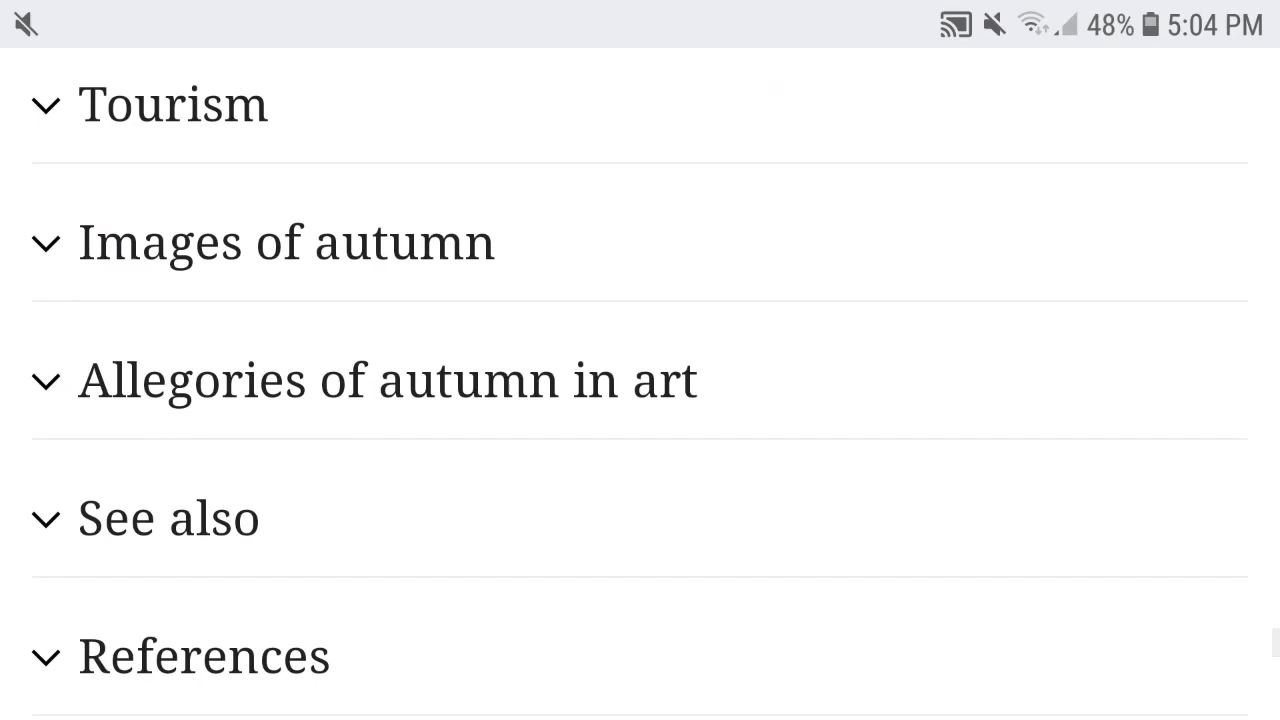 48% 5:04 PM
Tourism
Images of autumn
Allegories of autumn in art
See also
References